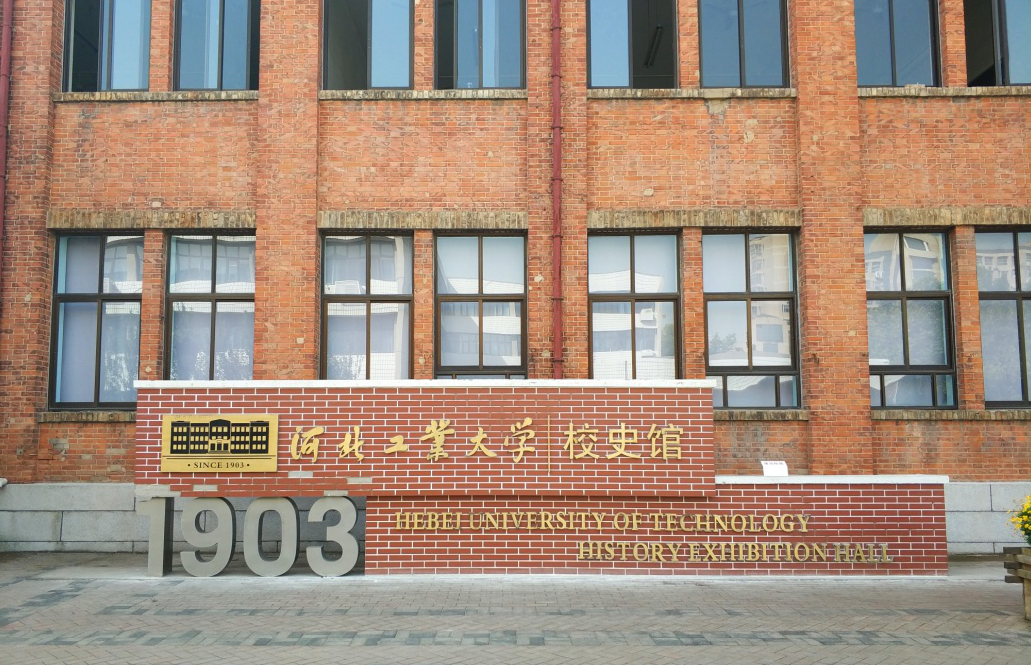 河北工業大学 校史馆
· SINCE 1903 ·
1903
HEBEI UNIVERSITY OF TECHNOLOGY
HISTORY EXHIBITION HALL